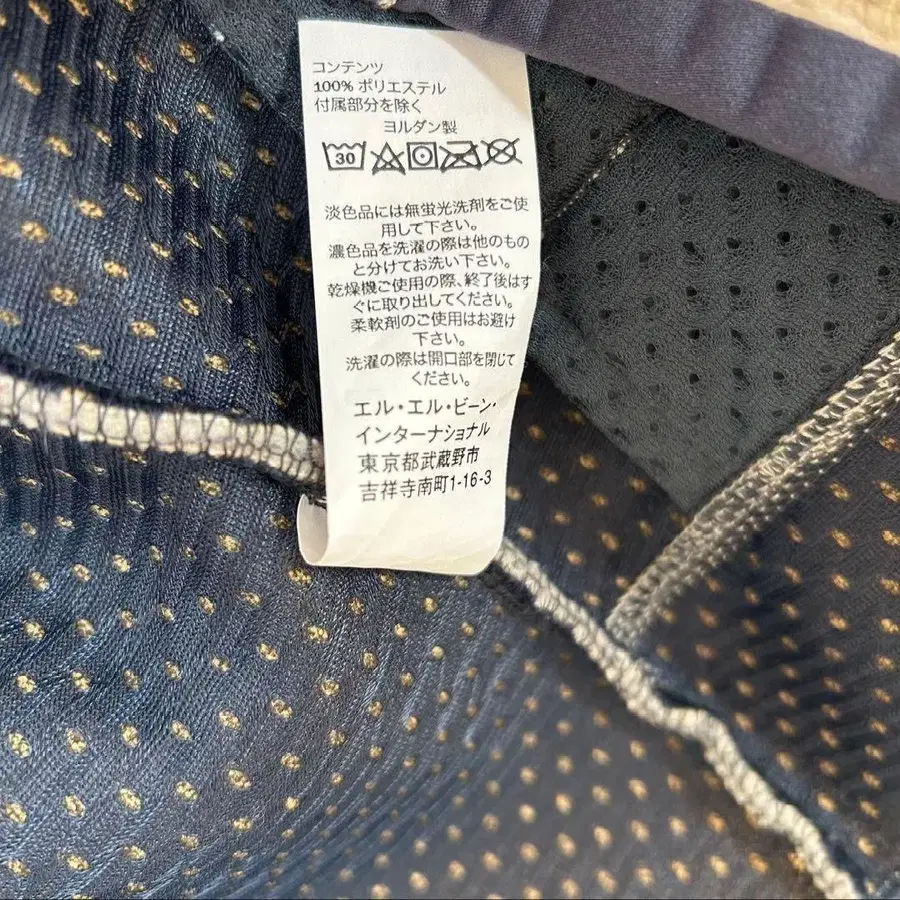 コンテンツ
100% ポリエステル
付属部分を除く
ヨルダン製
30
淡色品には無蛍光洗剤をご使
用して下さい。
濃色品を洗濯の際は他のもの
と分けてお洗い下さい。
乾燥機ご使用の際、終了後はす
ぐに取り出してください。
柔軟剤のご使用はお避け
下さい。
洗濯の際は開口部を閉じて
ください。
エル・エル・ビーン・
インターナショナル
東京都武蔵野市
吉祥寺南町1-16-3